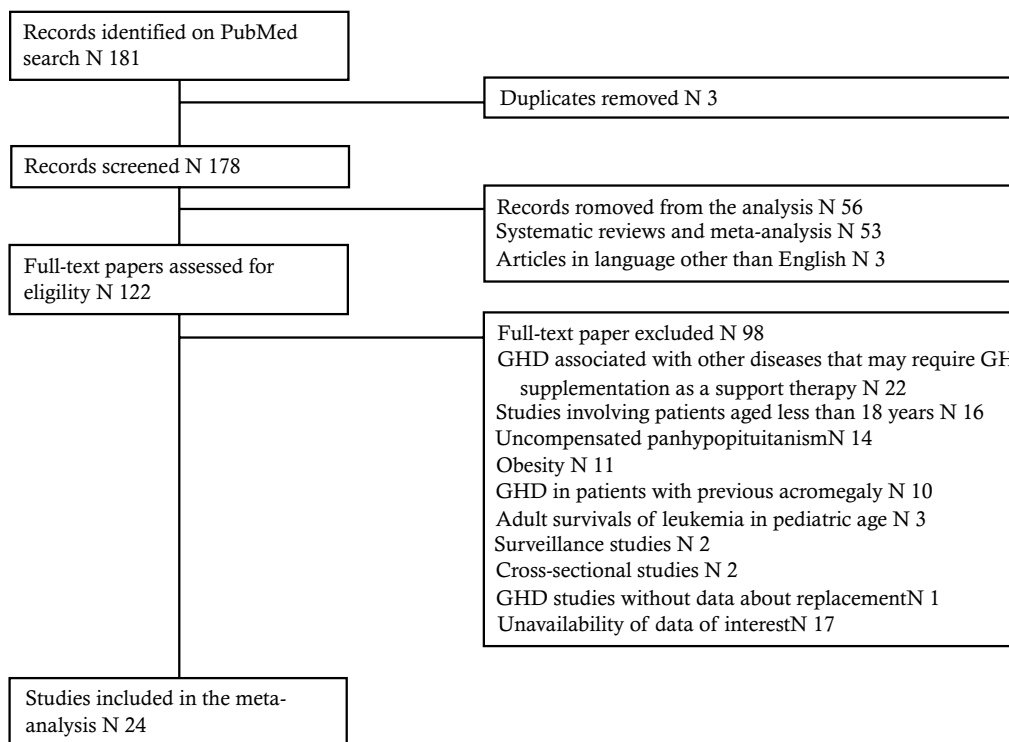 Records identified on PubMed
search N 181
Duplicates removed N 3
Records screened N 178
Records romoved from the analysis N 56
Systematic reviews and meta-analysis N 53
Articles in language other than English N 3
Full-text papers assessed for
eligility N 122
Full-text paper excluded N 98
GHD associated with other diseases that may require GH
supplementation as a support therapy N 22
Studies involving patients aged less than 18 years N 16
Uncompensated panhypopituitarismN 14
Obesity N 11
GHD in patients with previous acromegaly N 10
Adult survivals of leukemia in pediatric age N 3
Surveillance studies N 2
Cross-sectional studies N 2
GHD studies without data about replacementN 1
Unavailability of data of interestN 17
Studies included in the meta-
analysis N 24